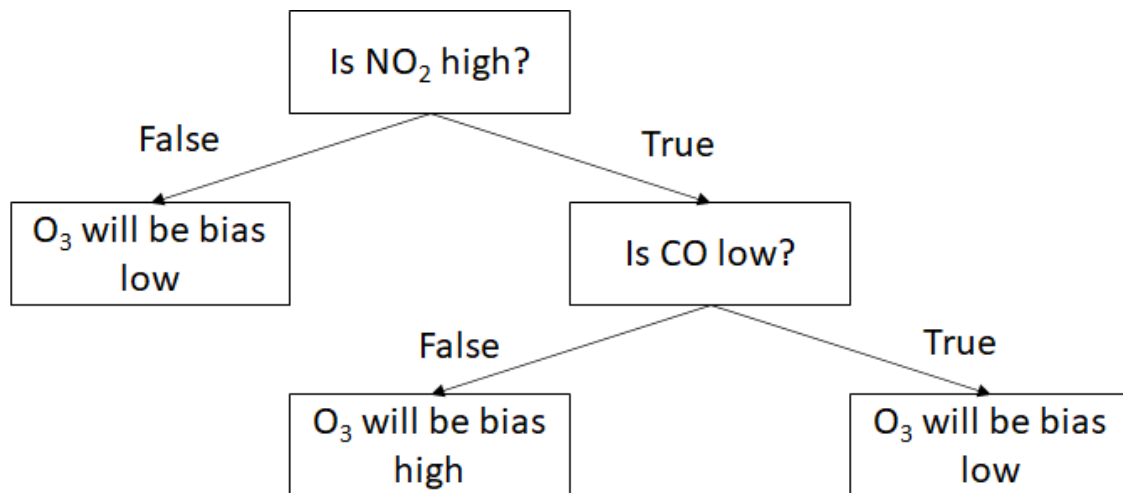 Is NO₂ high?
False
True
O₃ will be bias
low
Is CO low?
False
True
O₃ will be bias
high
O₃ will be bias
low